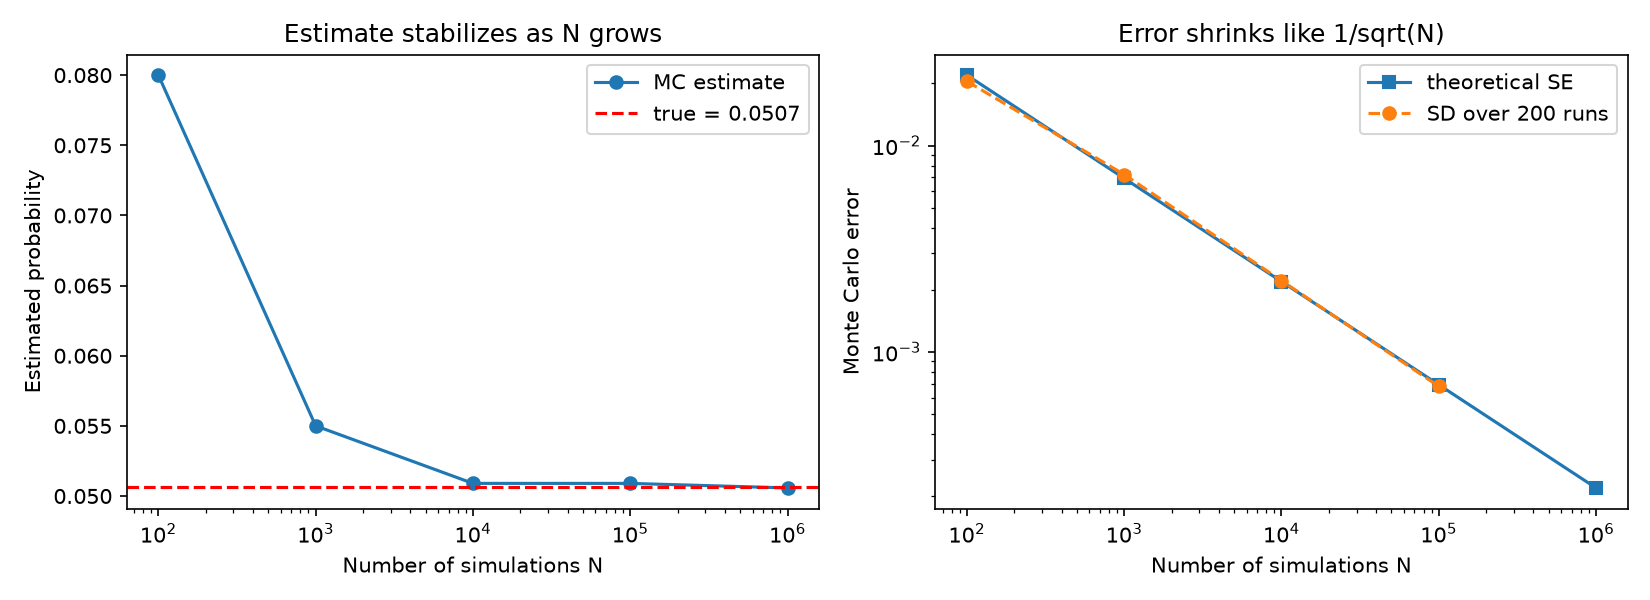 Estimate stabilizes as N grows
MC estimate
true = 0.0507
0.080
0.075
0.070
0.065
0.060
0.055
0.050
Estimated probability
10²
10³
10⁴
10⁵
10⁶
Number of simulations N
Error shrinks like 1/sqrt(N)
theoretical SE
SD over 200 runs
10⁻²
10⁻³
Monte Carlo error
10²
10³
10⁴
10⁵
10⁶
Number of simulations N